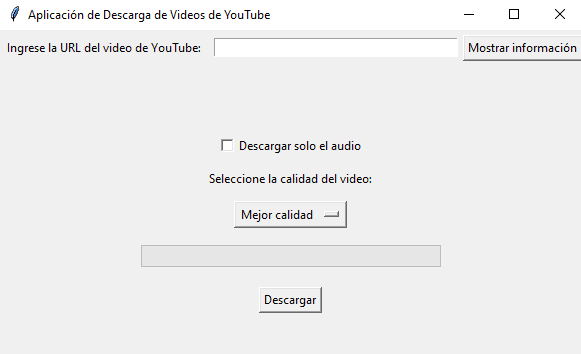 Aplicación de Descarga de Videos de YouTube
Ingrese la URL del video de YouTube: Mostrar información
Descargar solo el audio
Seleccione la calidad del video:
Mejor calidad
Descargar